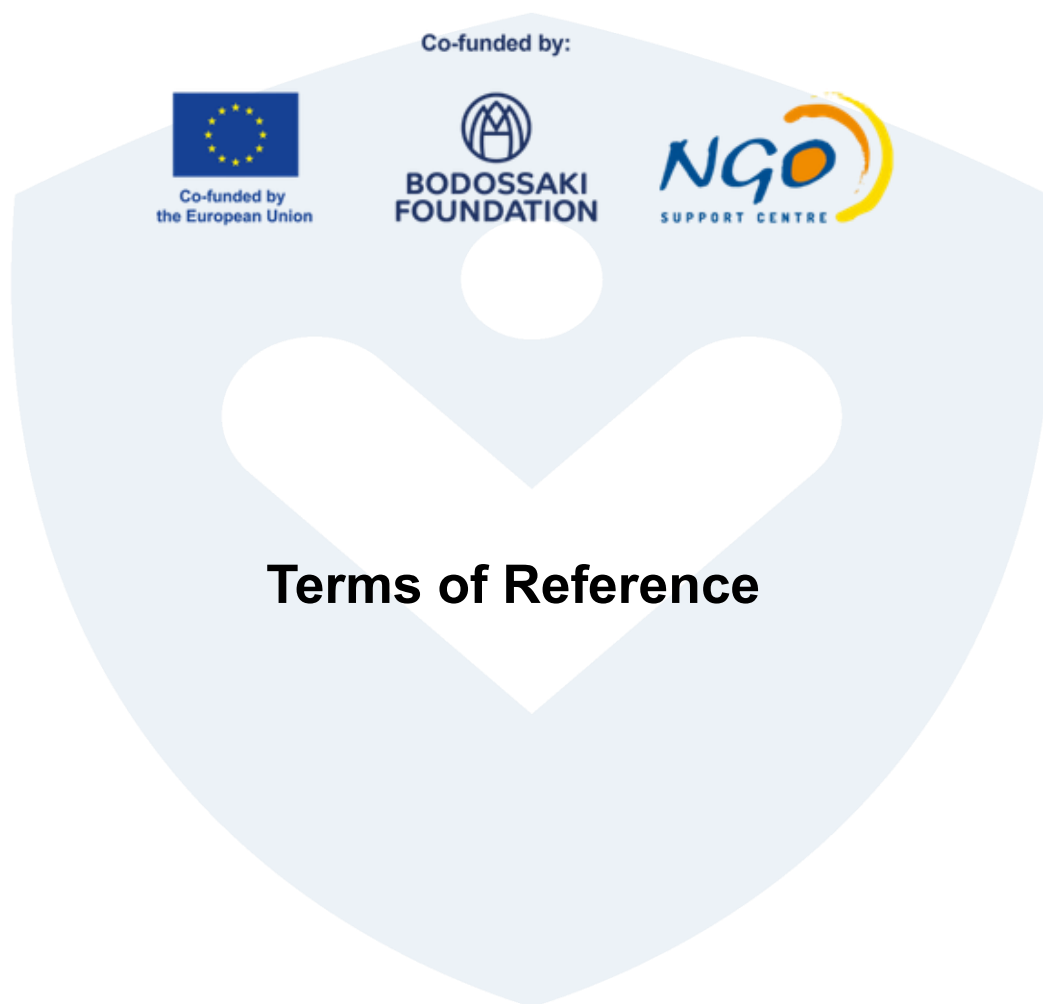 Co-funded by:
Co-funded by
the European Union
BODOSSAKI
FOUNDATION
NGO
SUPPORT CENTRE
Terms of Reference